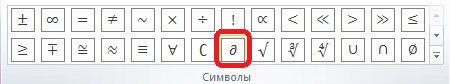 ± ∞ = ≠ ~ × ÷ ! ∝ < ≪ > ≫ ≤
≥ ∓ ≅ ≈ ≡ ∀ ∁ ∂ √ ∛ ∜ ∪ ∩ ∅
Символы